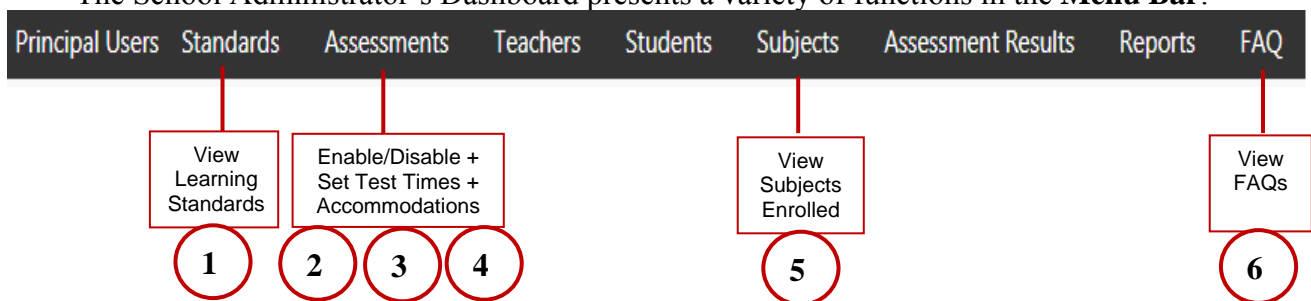 The School Administrator's Dashboard presents a variety of functions in the Menu Bar:
Principal Users Standards Assessments Teachers Students Subjects Assessment Results Reports FAQ
View
Learning
Standards
Enable/Disable +
Set Test Times +
Accommodations
View
Subjects
Enrolled
View
FAQs
1
2
3
4
5
6